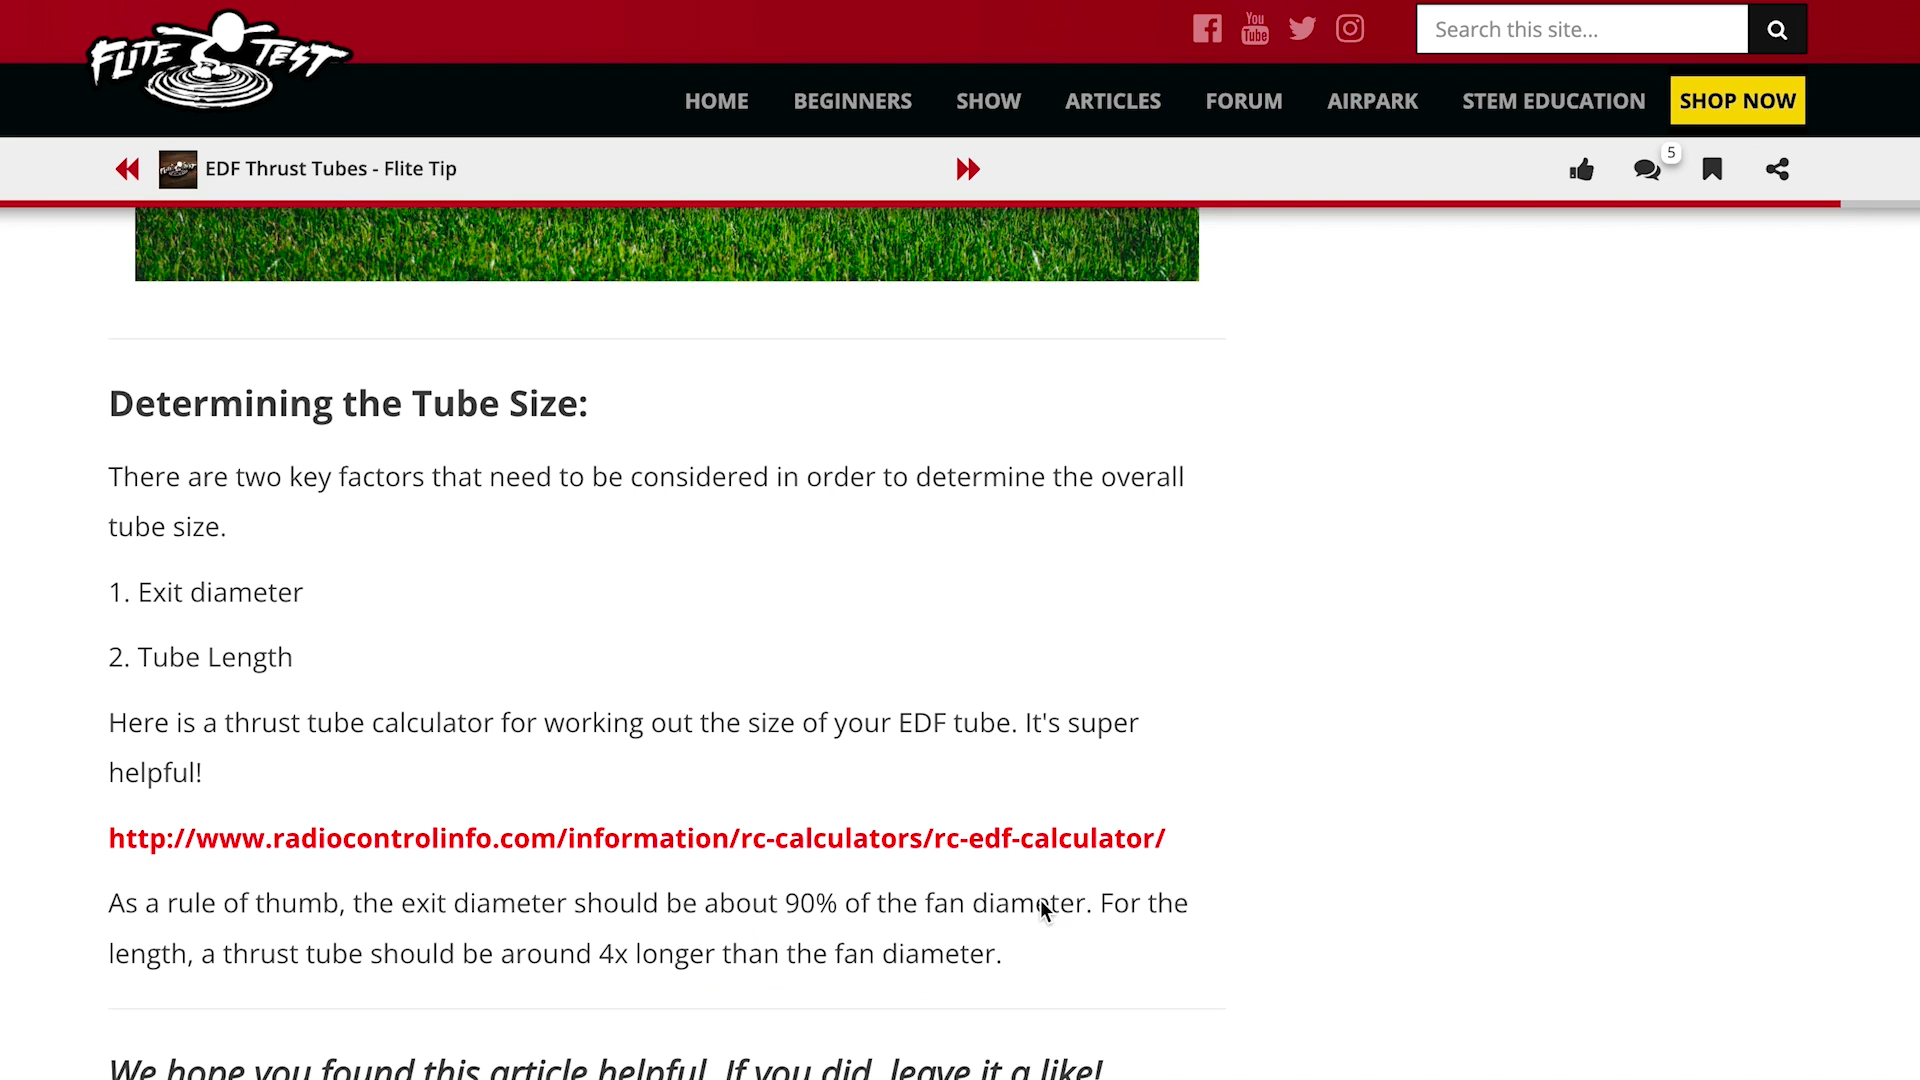 FLITE TEST
You
Tube
Search this site...
HOME BEGINNERS SHOW ARTICLES FORUM AIRPARK STEM EDUCATION SHOP NOW
EDF Thrust Tubes - Flite Tip
5
Determining the Tube Size:
There are two key factors that need to be considered in order to determine the overall
tube size.
1. Exit diameter
2. Tube Length
Here is a thrust tube calculator for working out the size of your EDF tube. It's super
helpful!
http://www.radiocontrolinfo.com/information/rc-calculators/rc-edf-calculator/
As a rule of thumb, the exit diameter should be about 90% of the fan diameter. For the
length, a thrust tube should be around 4x longer than the fan diameter.
We hope you found this article helpful. If you did, leave it a like!